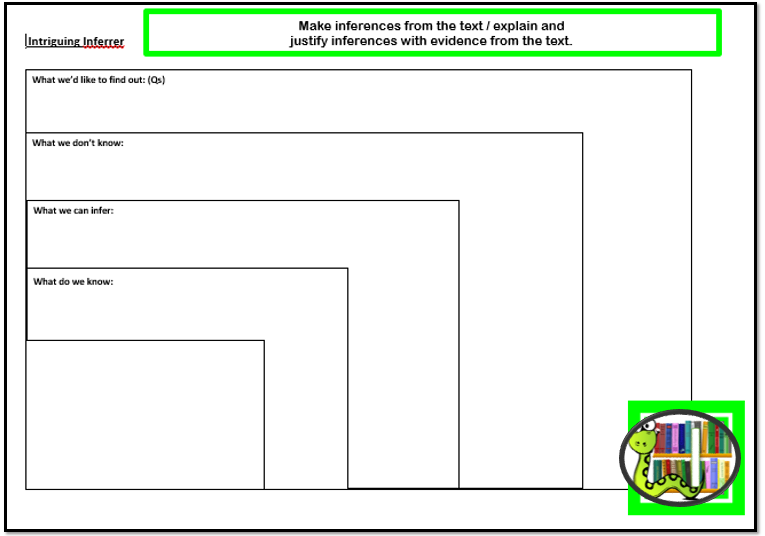 Make inferences from the text / explain and
justify inferences with evidence from the text.
Intriguing Inferrer
What we'd like to find out: (Qs)
What we don't know:
What we can infer:
What do we know: